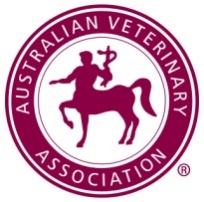 AUSTRALIAN VETERINARY
ASSOCIATION
®